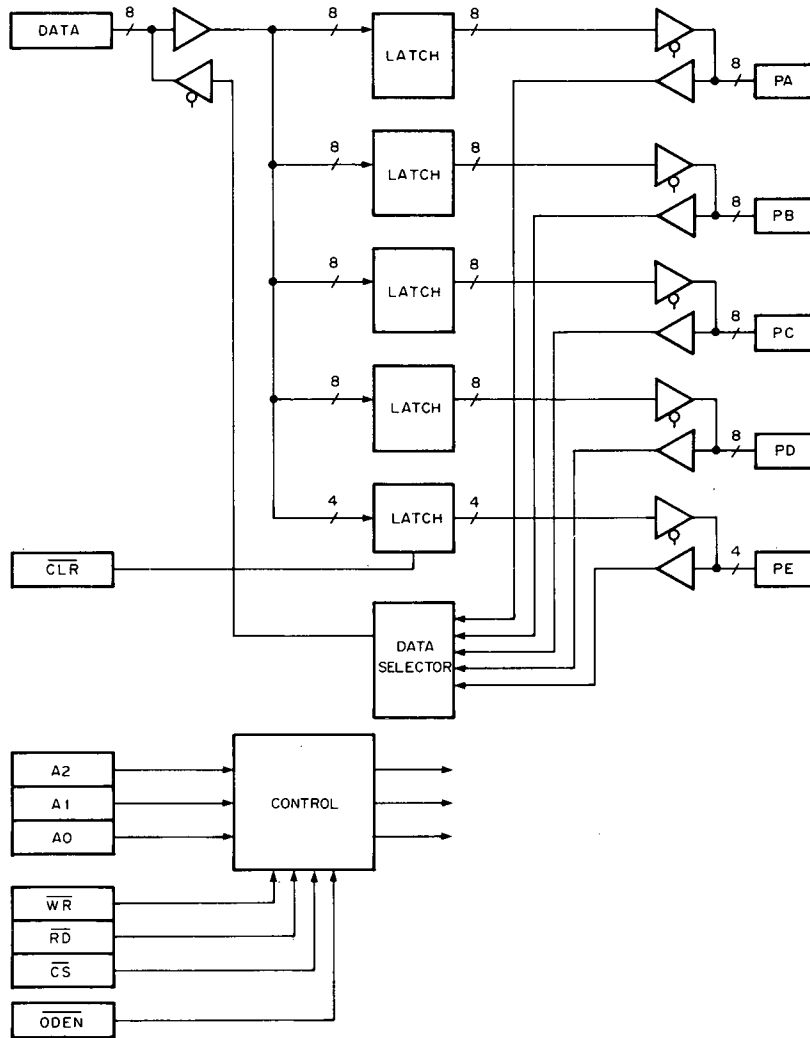 DATA 8 8 8 8 PA
LATCH
8 8 8 PB
LATCH
8 8 8 PC
LATCH
8 8 8 PD
LATCH
4 4 4 PE
LATCH
CLR
DATA
SELECTOR
A2
A1
A0
CONTROL
WR
RD
CS
ODEN